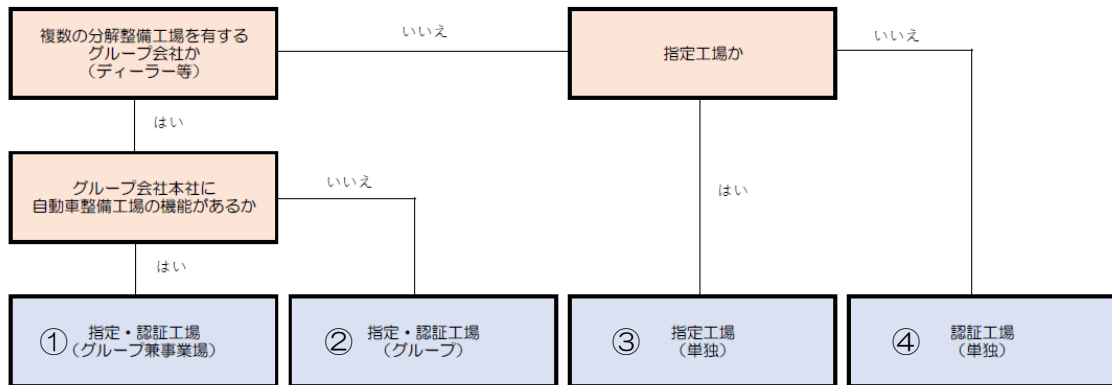 複数の分解整備工場を有する
グループ会社か
（ディーラー等）
いいえ
指定工場か
いいえ
はい
グループ会社本社に
自動車整備工場の機能があるか
いいえ
はい
はい
① 指定・認証工場
（グループ兼事業場）
② 指定・認証工場
（グループ）
③ 指定工場
（単独）
④ 認証工場
（単独）